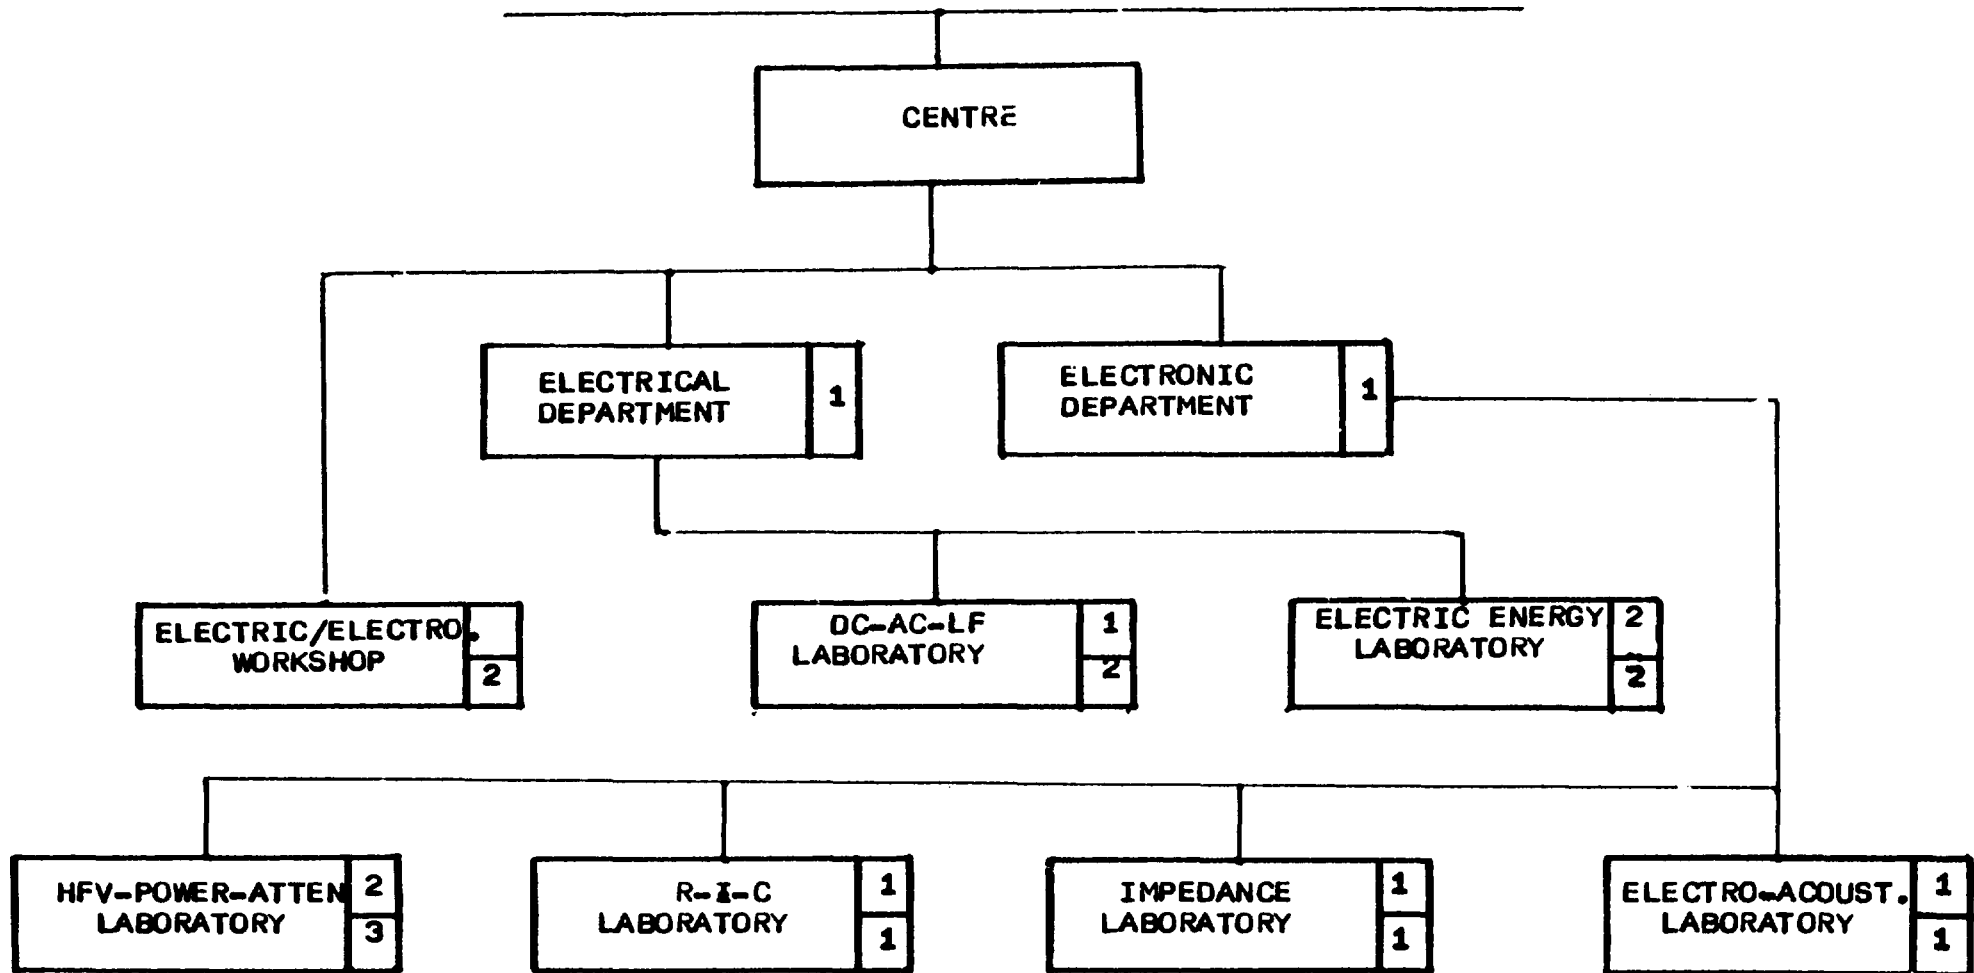 CENTRE
ELECTRICAL
DEPARTMENT
1
ELECTRONIC
DEPARTMENT
1
ELECTRIC/ELECTRO.
WORKSHOP
2
DC-AC-LF
LABORATORY
1
2
ELECTRIC ENERGY
LABORATORY
2
2
HFV-POWER-ATTEN
LABORATORY
2
3
R-I-C
LABORATORY
1
1
IMPEDANCE
LABORATORY
1
1
ELECTRO-ACOUST.
LABORATORY
1
1